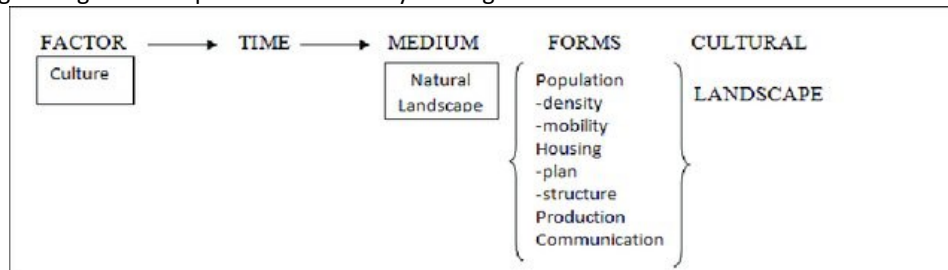 FACTOR TIME MEDIUM FORMS CULTURAL
Culture
Natural
Landscape
Population
-density
-mobility
Housing
-plan
-structure
Production
Communication
LANDSCAPE